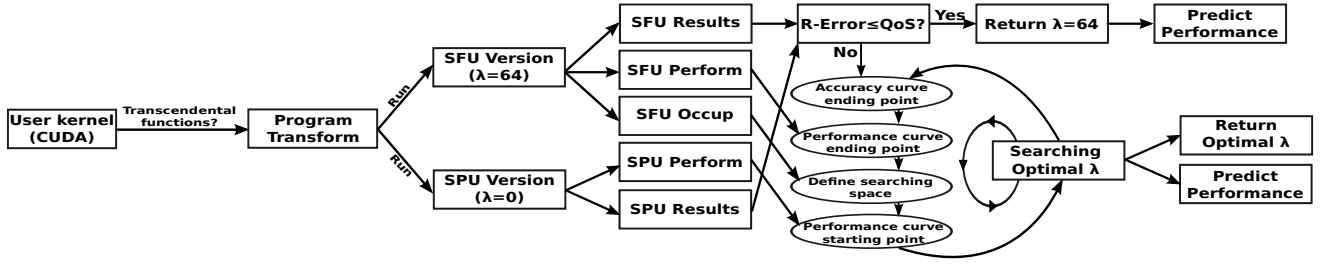 User kernel
(CUDA)
Transcendental
functions?
Program
Transform
Run
Run
SFU Version
(λ=64)
SPU Version
(λ=0)
SFU Results
SFU Perform
SFU Occup
SPU Perform
SPU Results
R-Error≤QoS?
Yes
No
Return λ=64
Predict
Performance
Accuracy curve
ending point
Performance curve
ending point
Define searching
space
Performance curve
starting point
Searching
Optimal λ
Return
Optimal λ
Predict
Performance